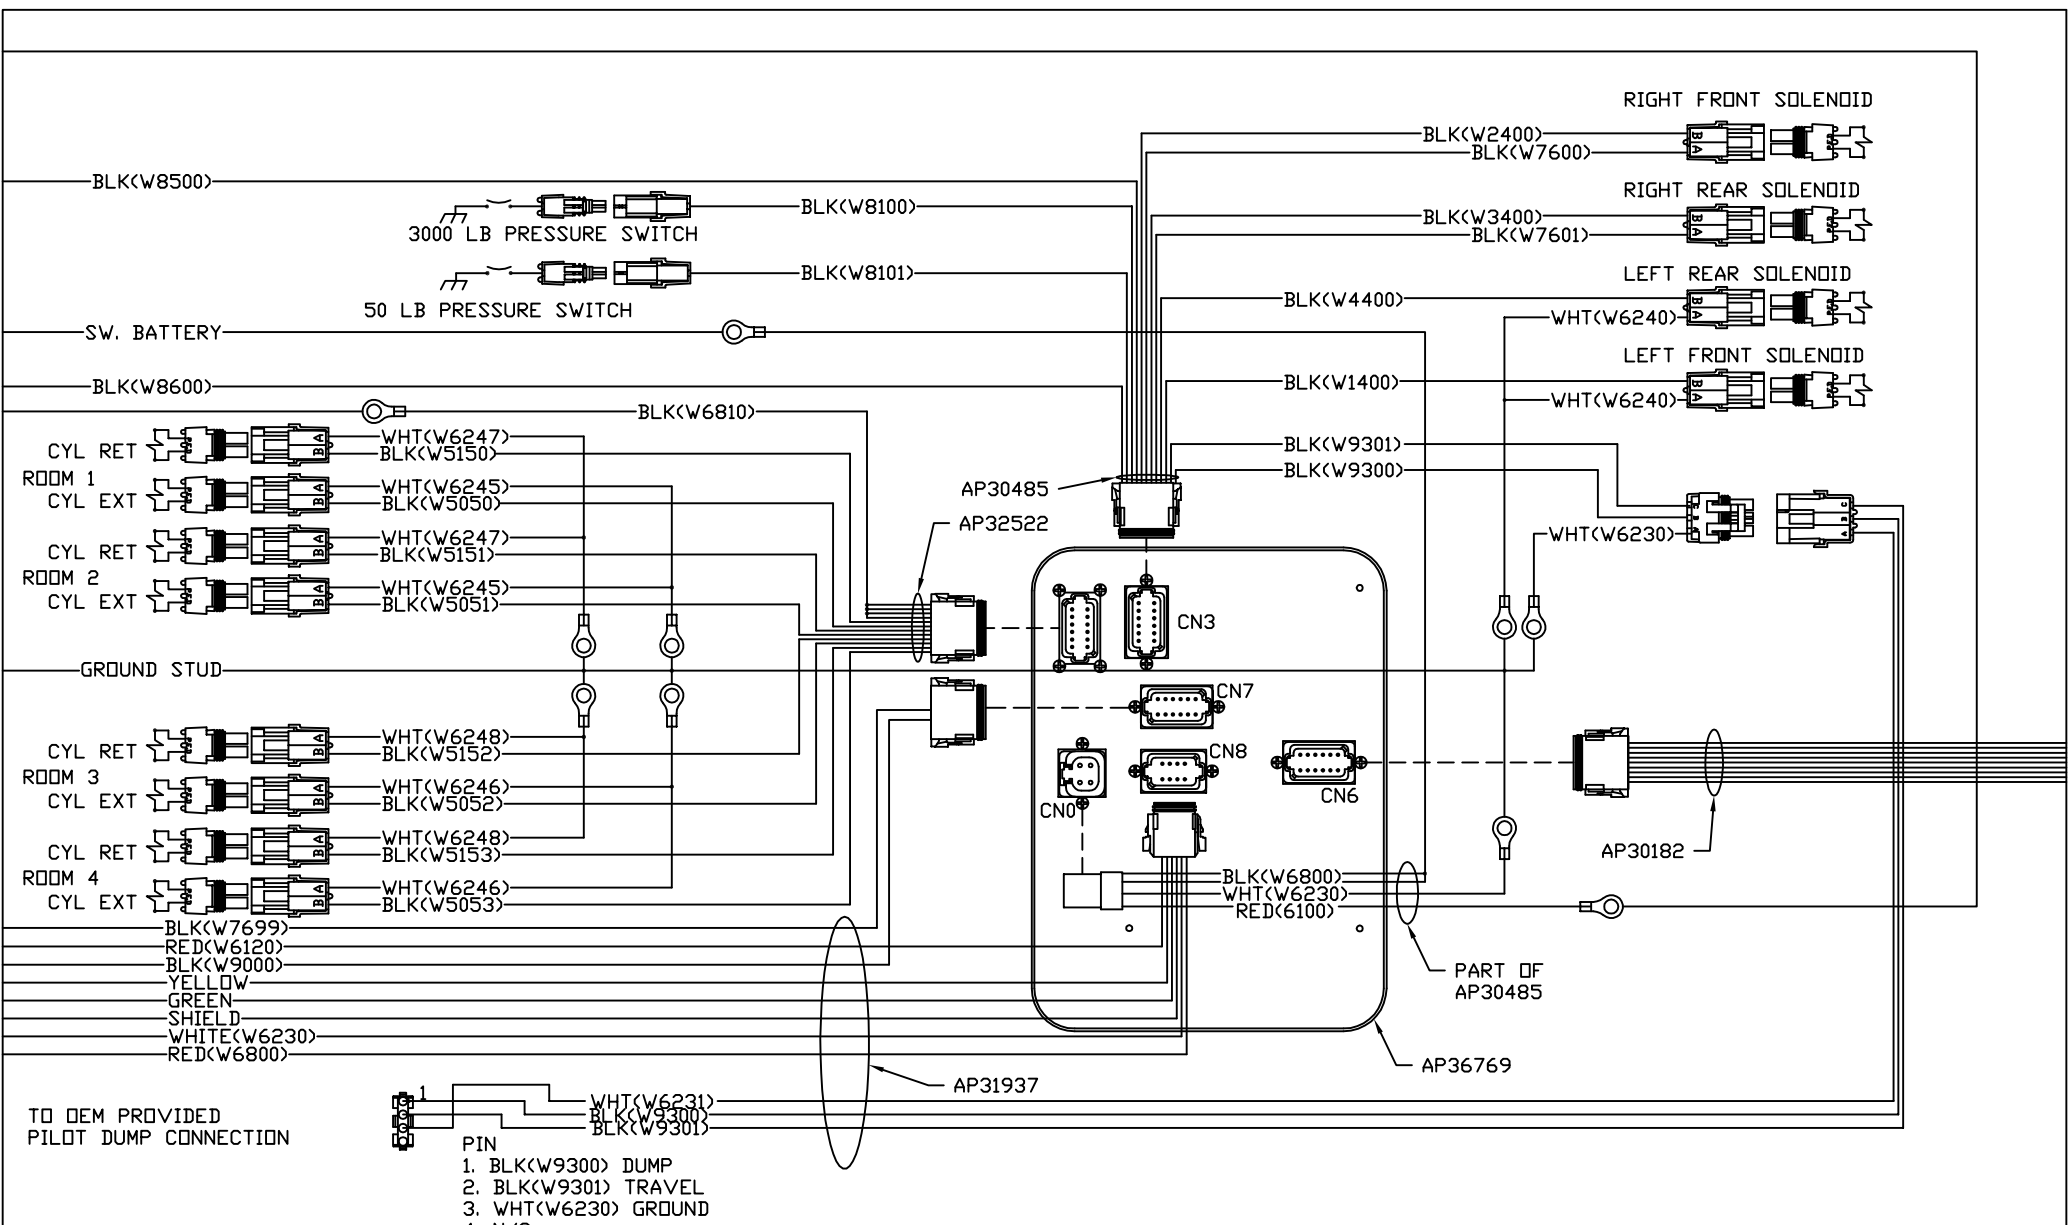 RIGHT FRONT SOLENOID
BLK(W2400)
B
A
BLK(W7600)
BLK(W8500)
RIGHT REAR SOLENOID
BLK(W8100)
BLK(W3400)
B
A
3000 LB PRESSURE SWITCH
BLK(W7601)
BLK(W8101)
LEFT REAR SOLENOID
50 LB PRESSURE SWITCH
BLK(W4400)
B
A
WHT(W6240)
SW. BATTERY
LEFT FRONT SOLENOID
BLK(W8600)
BLK(W1400)
B
A
WHT(W6240)
BLK(W6810)
CYL RET
A
B
WHT(W6247)
BLK(W5150)
BLK(W9301)
BLK(W9300)
ROOM 1
CYL EXT
A
B
WHT(W6245)
BLK(W5050)
AP30485
AP32522
C
B
A
C
B
A
WHT(W6230)
CYL RET
A
B
WHT(W6247)
BLK(W5151)
ROOM 2
CYL EXT
A
B
WHT(W6245)
BLK(W5051)
CN3
GROUND STUD
CN7
CYL RET
A
B
WHT(W6248)
BLK(W5152)
CN8
ROOM 3
CYL EXT
A
B
WHT(W6246)
BLK(W5052)
CN6
CN0
CYL RET
A
B
WHT(W6248)
BLK(W5153)
AP30182
ROOM 4
CYL EXT
A
B
WHT(W6246)
BLK(W5053)
BLK(W6800)
WHT(W6230)
RED(6100)
BLK(W7699)
RED(W6120)
BLK(W9000)
YELLOW
GREEN
SHIELD
WHITE(W6230)
RED(W6800)
PART OF
AP30485
AP36769
AP31937
1
WHT(W6231)
BLK(W9300)
BLK(W9301)
TO OEM PROVIDED
PILOT DUMP CONNECTION
PIN
1. BLK(W9300) DUMP
2. BLK(W9301) TRAVEL
3. WHT(W6230) GROUND